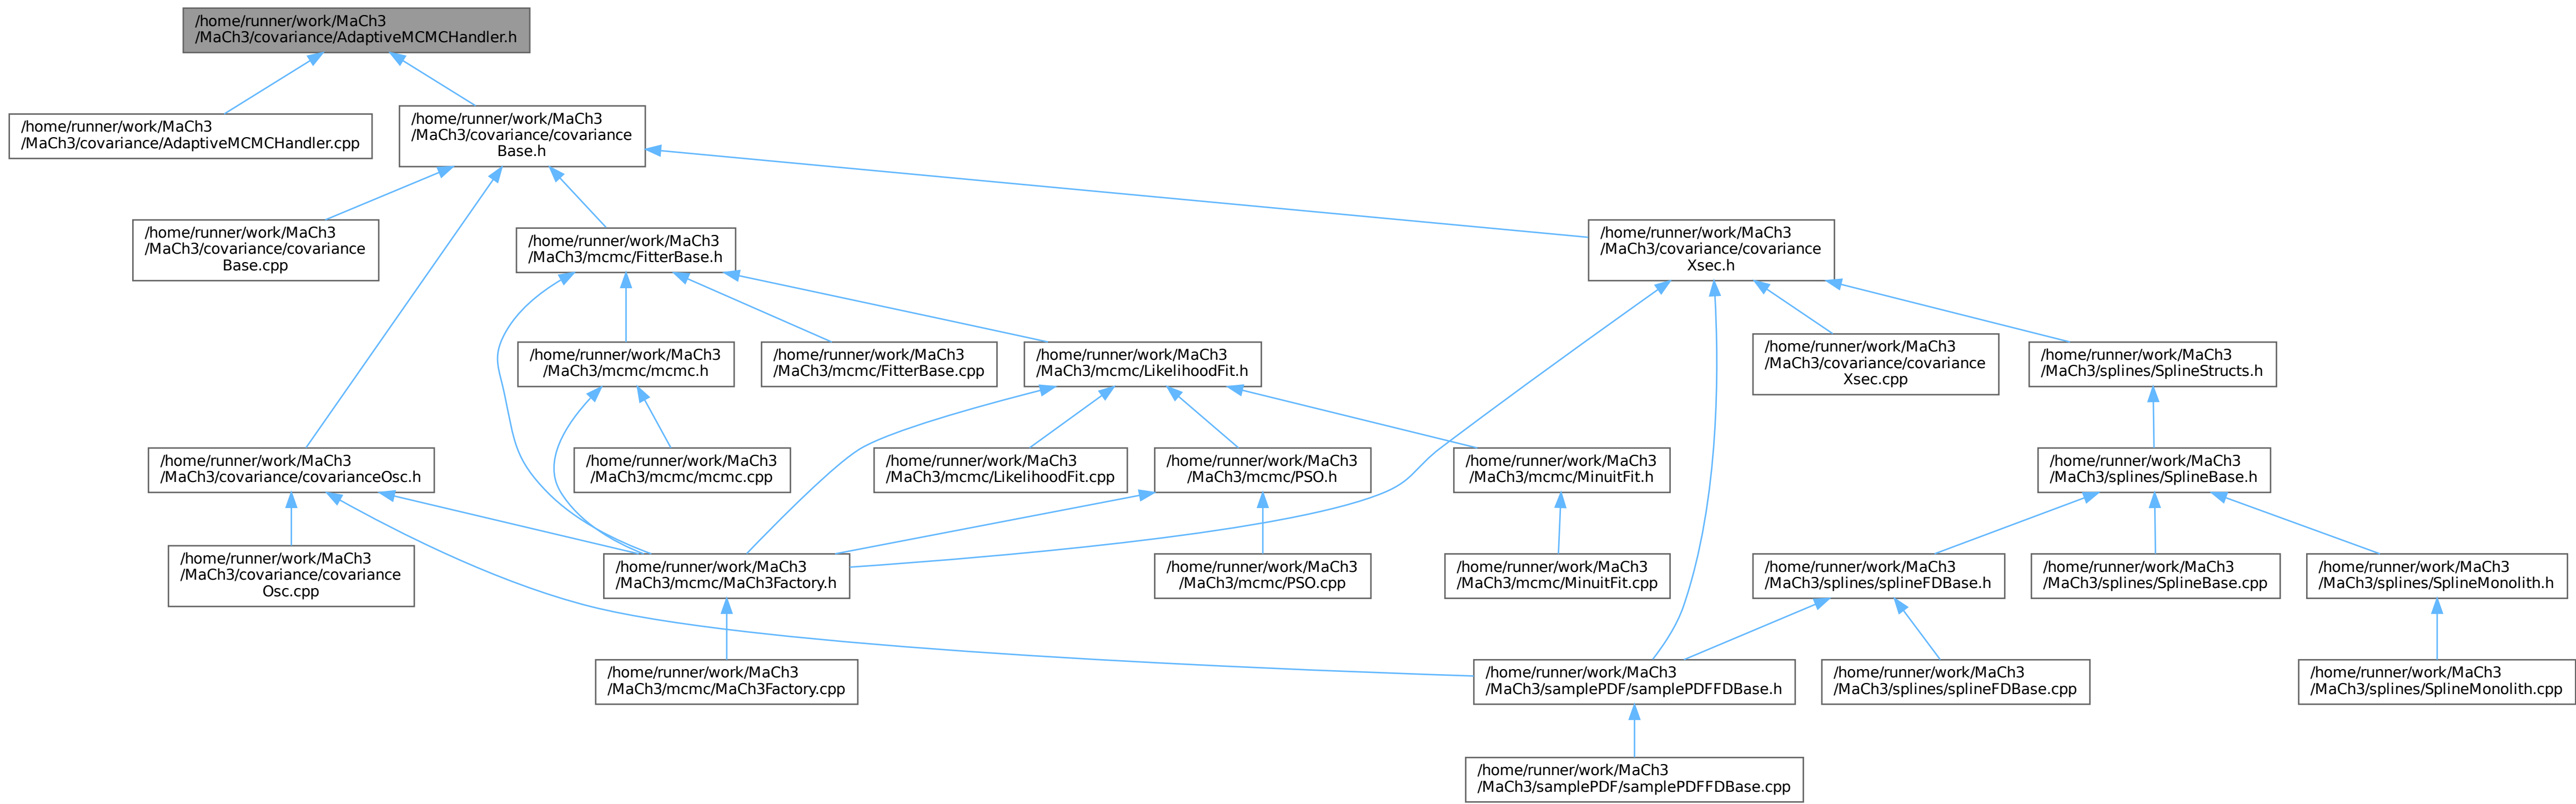 /home/runner/work/MaCh3
/MaCh3/covariance/AdaptiveMCMCHandler.h
/home/runner/work/MaCh3
/MaCh3/covariance/AdaptiveMCMCHandler.cpp
/home/runner/work/MaCh3
/MaCh3/covariance/covariance
Base.h
/home/runner/work/MaCh3
/MaCh3/covariance/covariance
Base.cpp
/home/runner/work/MaCh3
/MaCh3/mcmc/FitterBase.h
/home/runner/work/MaCh3
/MaCh3/covariance/covariance
Xsec.h
/home/runner/work/MaCh3
/MaCh3/mcmc/mcmc.h
/home/runner/work/MaCh3
/MaCh3/mcmc/FitterBase.cpp
/home/runner/work/MaCh3
/MaCh3/mcmc/LikelihoodFit.h
/home/runner/work/MaCh3
/MaCh3/covariance/covariance
Xsec.cpp
/home/runner/work/MaCh3
/MaCh3/splines/SplineStructs.h
/home/runner/work/MaCh3
/MaCh3/covariance/covarianceOsc.h
/home/runner/work/MaCh3
/MaCh3/mcmc/mcmc.cpp
/home/runner/work/MaCh3
/MaCh3/mcmc/LikelihoodFit.cpp
/home/runner/work/MaCh3
/MaCh3/mcmc/PSO.h
/home/runner/work/MaCh3
/MaCh3/mcmc/MinuitFit.h
/home/runner/work/MaCh3
/MaCh3/splines/SplineBase.h
/home/runner/work/MaCh3
/MaCh3/covariance/covariance
Osc.cpp
/home/runner/work/MaCh3
/MaCh3/mcmc/MaCh3Factory.h
/home/runner/work/MaCh3
/MaCh3/mcmc/PSO.cpp
/home/runner/work/MaCh3
/MaCh3/mcmc/MinuitFit.cpp
/home/runner/work/MaCh3
/MaCh3/splines/splineFDBase.h
/home/runner/work/MaCh3
/MaCh3/splines/SplineBase.cpp
/home/runner/work/MaCh3
/MaCh3/splines/SplineMonolith.h
/home/runner/work/MaCh3
/MaCh3/mcmc/MaCh3Factory.cpp
/home/runner/work/MaCh3
/MaCh3/samplePDF/samplePDFFDBase.h
/home/runner/work/MaCh3
/MaCh3/splines/splineFDBase.cpp
/home/runner/work/MaCh3
/MaCh3/splines/SplineMonolith.cpp
/home/runner/work/MaCh3
/MaCh3/samplePDF/samplePDFFDBase.cpp